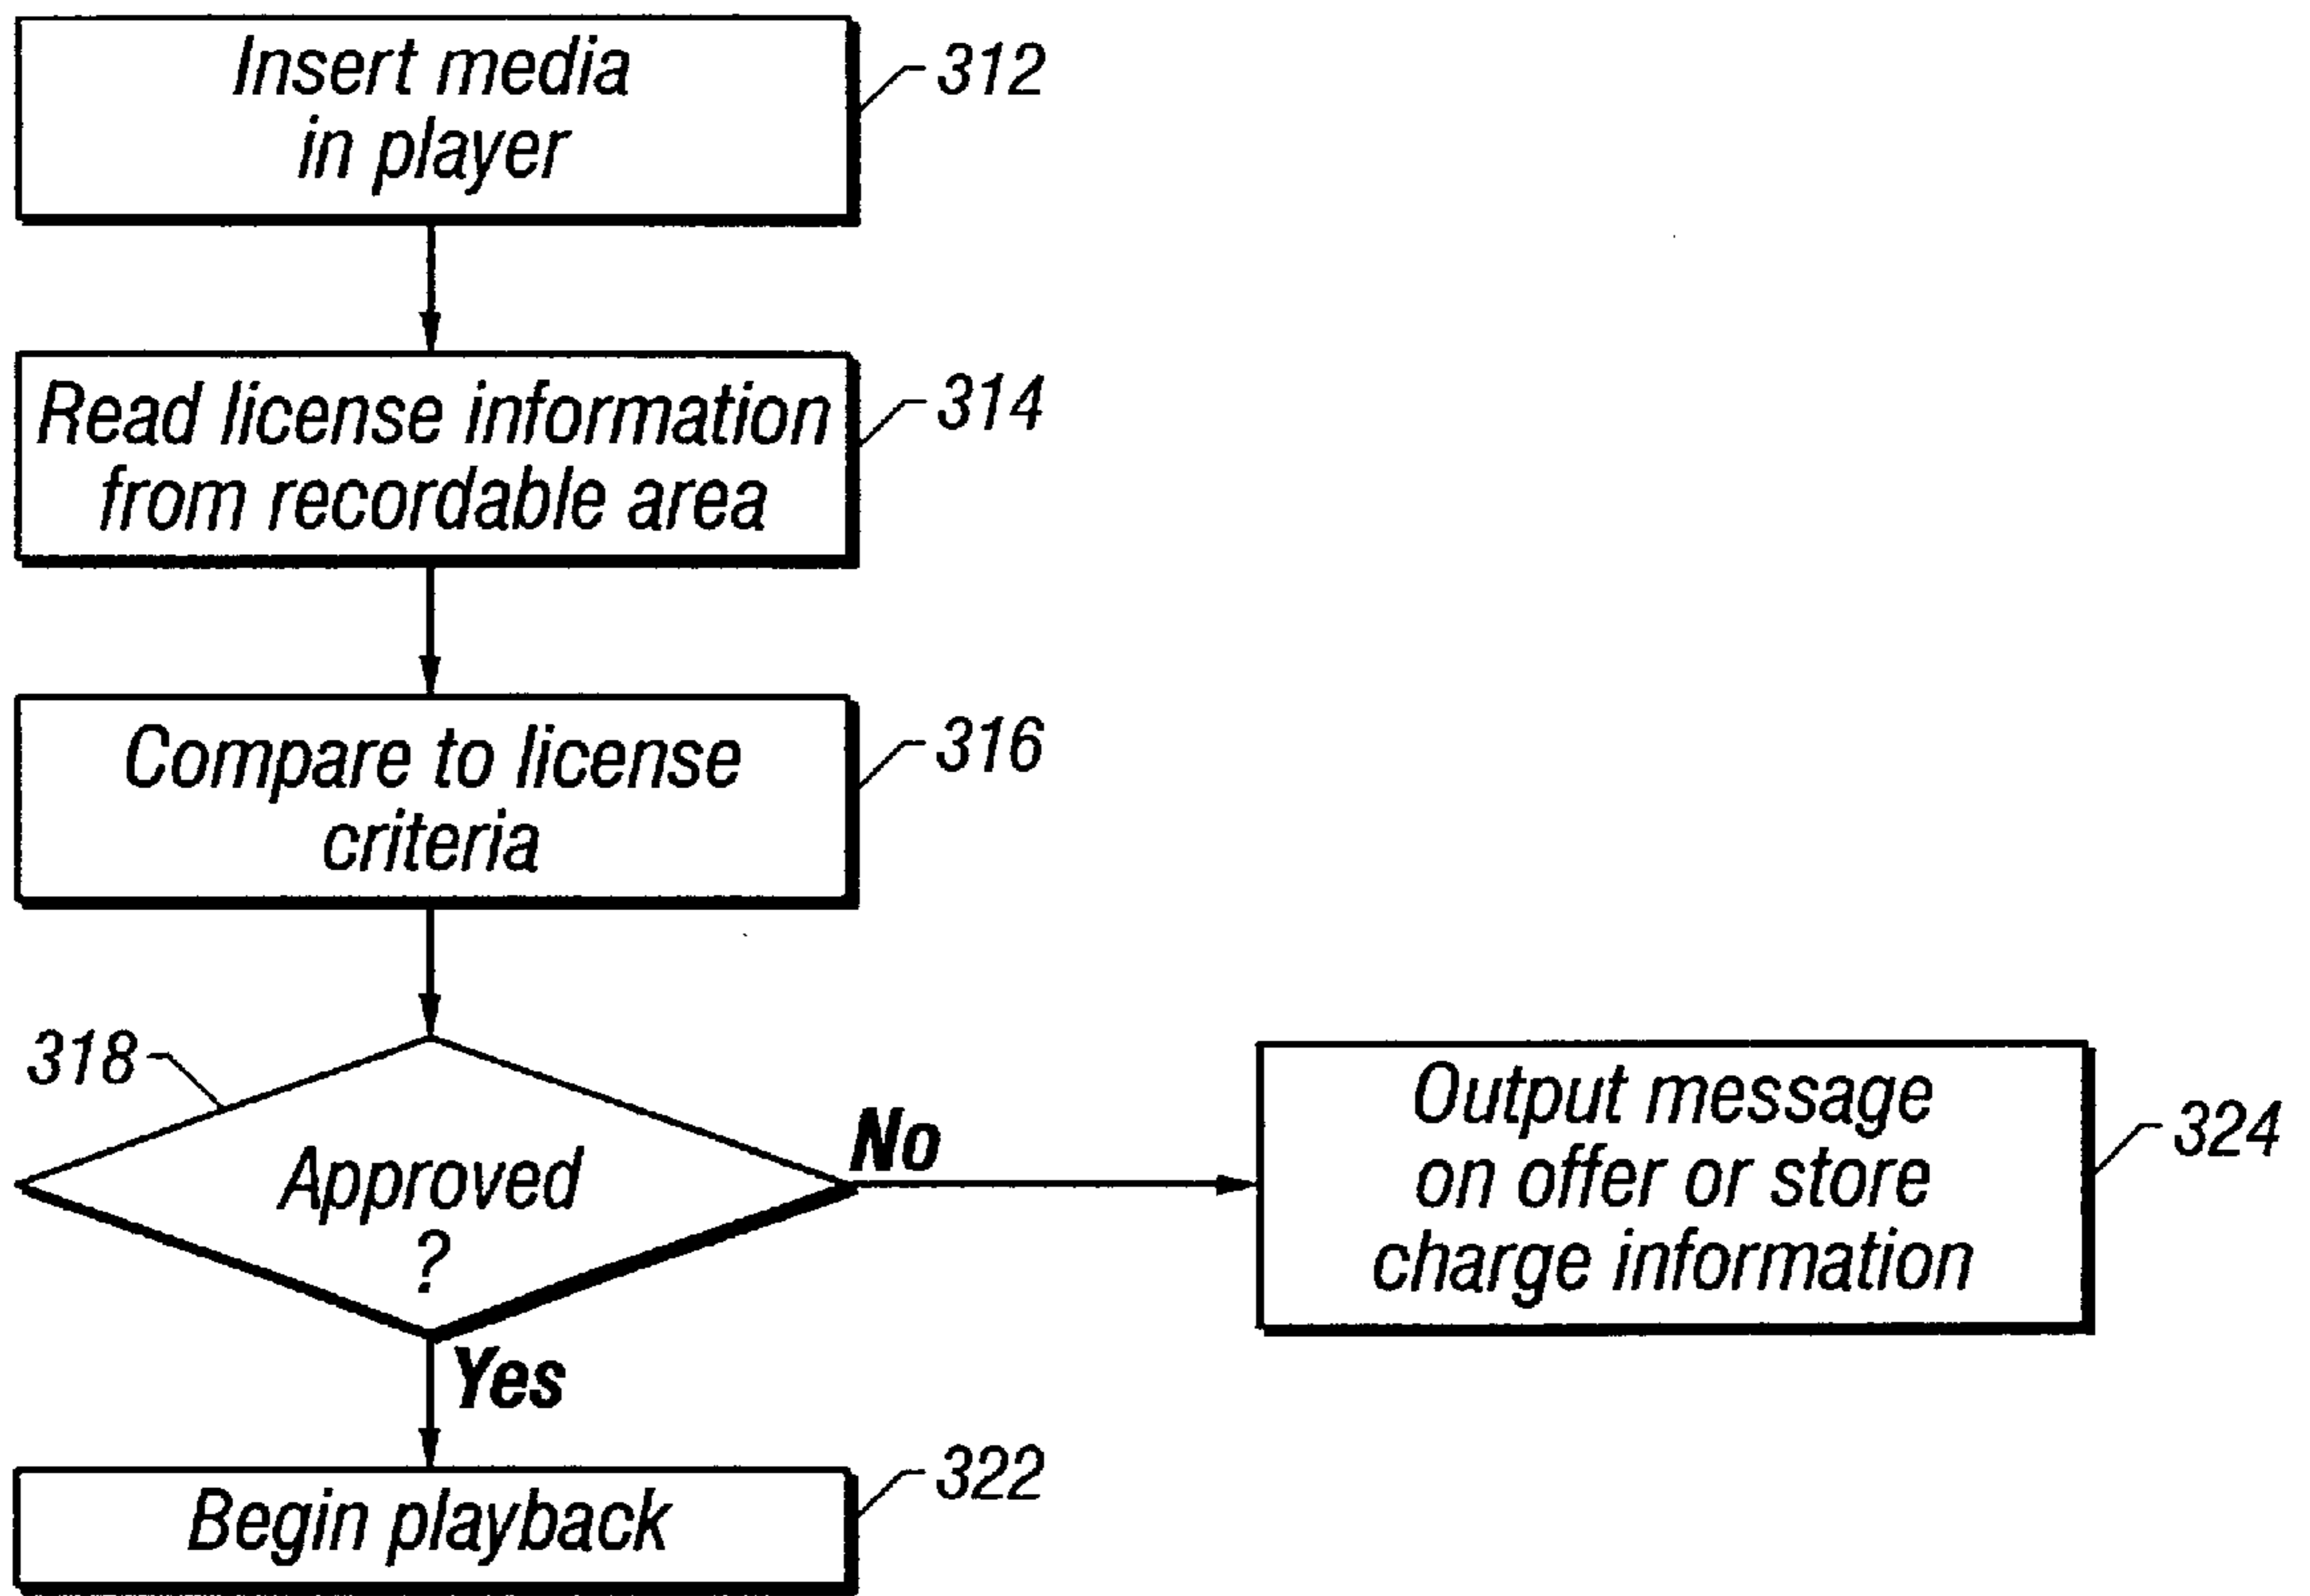 Insert media
in player
312
Read license information
from recordable area
314
Compare to license
criteria
316
318
Approved
?
No
Output message
on offer or store
charge information
324
Yes
Begin playback
322